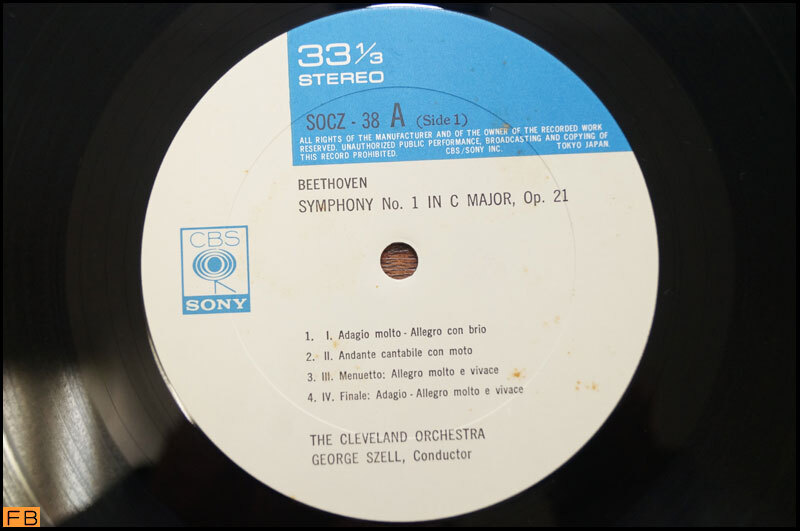 33 1/3
STEREO
SOCZ - 38 A (Side 1)
ALL RIGHTS OF THE MANUFACTURER AND OF THE OWNER OF THE RECORDED WORK
RESERVED. UNAUTHORIZED PUBLIC PERFORMANCE, BROADCASTING AND COPYING OF
THIS RECORD PROHIBITED. CBS/SONY INC. TOKYO JAPAN.
BEETHOVEN
SYMPHONY No. 1 IN C MAJOR, Op. 21
CBS
SONY
1. I. Adagio molto - Allegro con brio
2. II. Andante cantabile con moto
3. III. Menuetto: Allegro molto e vivace
4. IV. Finale: Adagio - Allegro molto e vivace
THE CLEVELAND ORCHESTRA
GEORGE SZELL, Conductor
FB